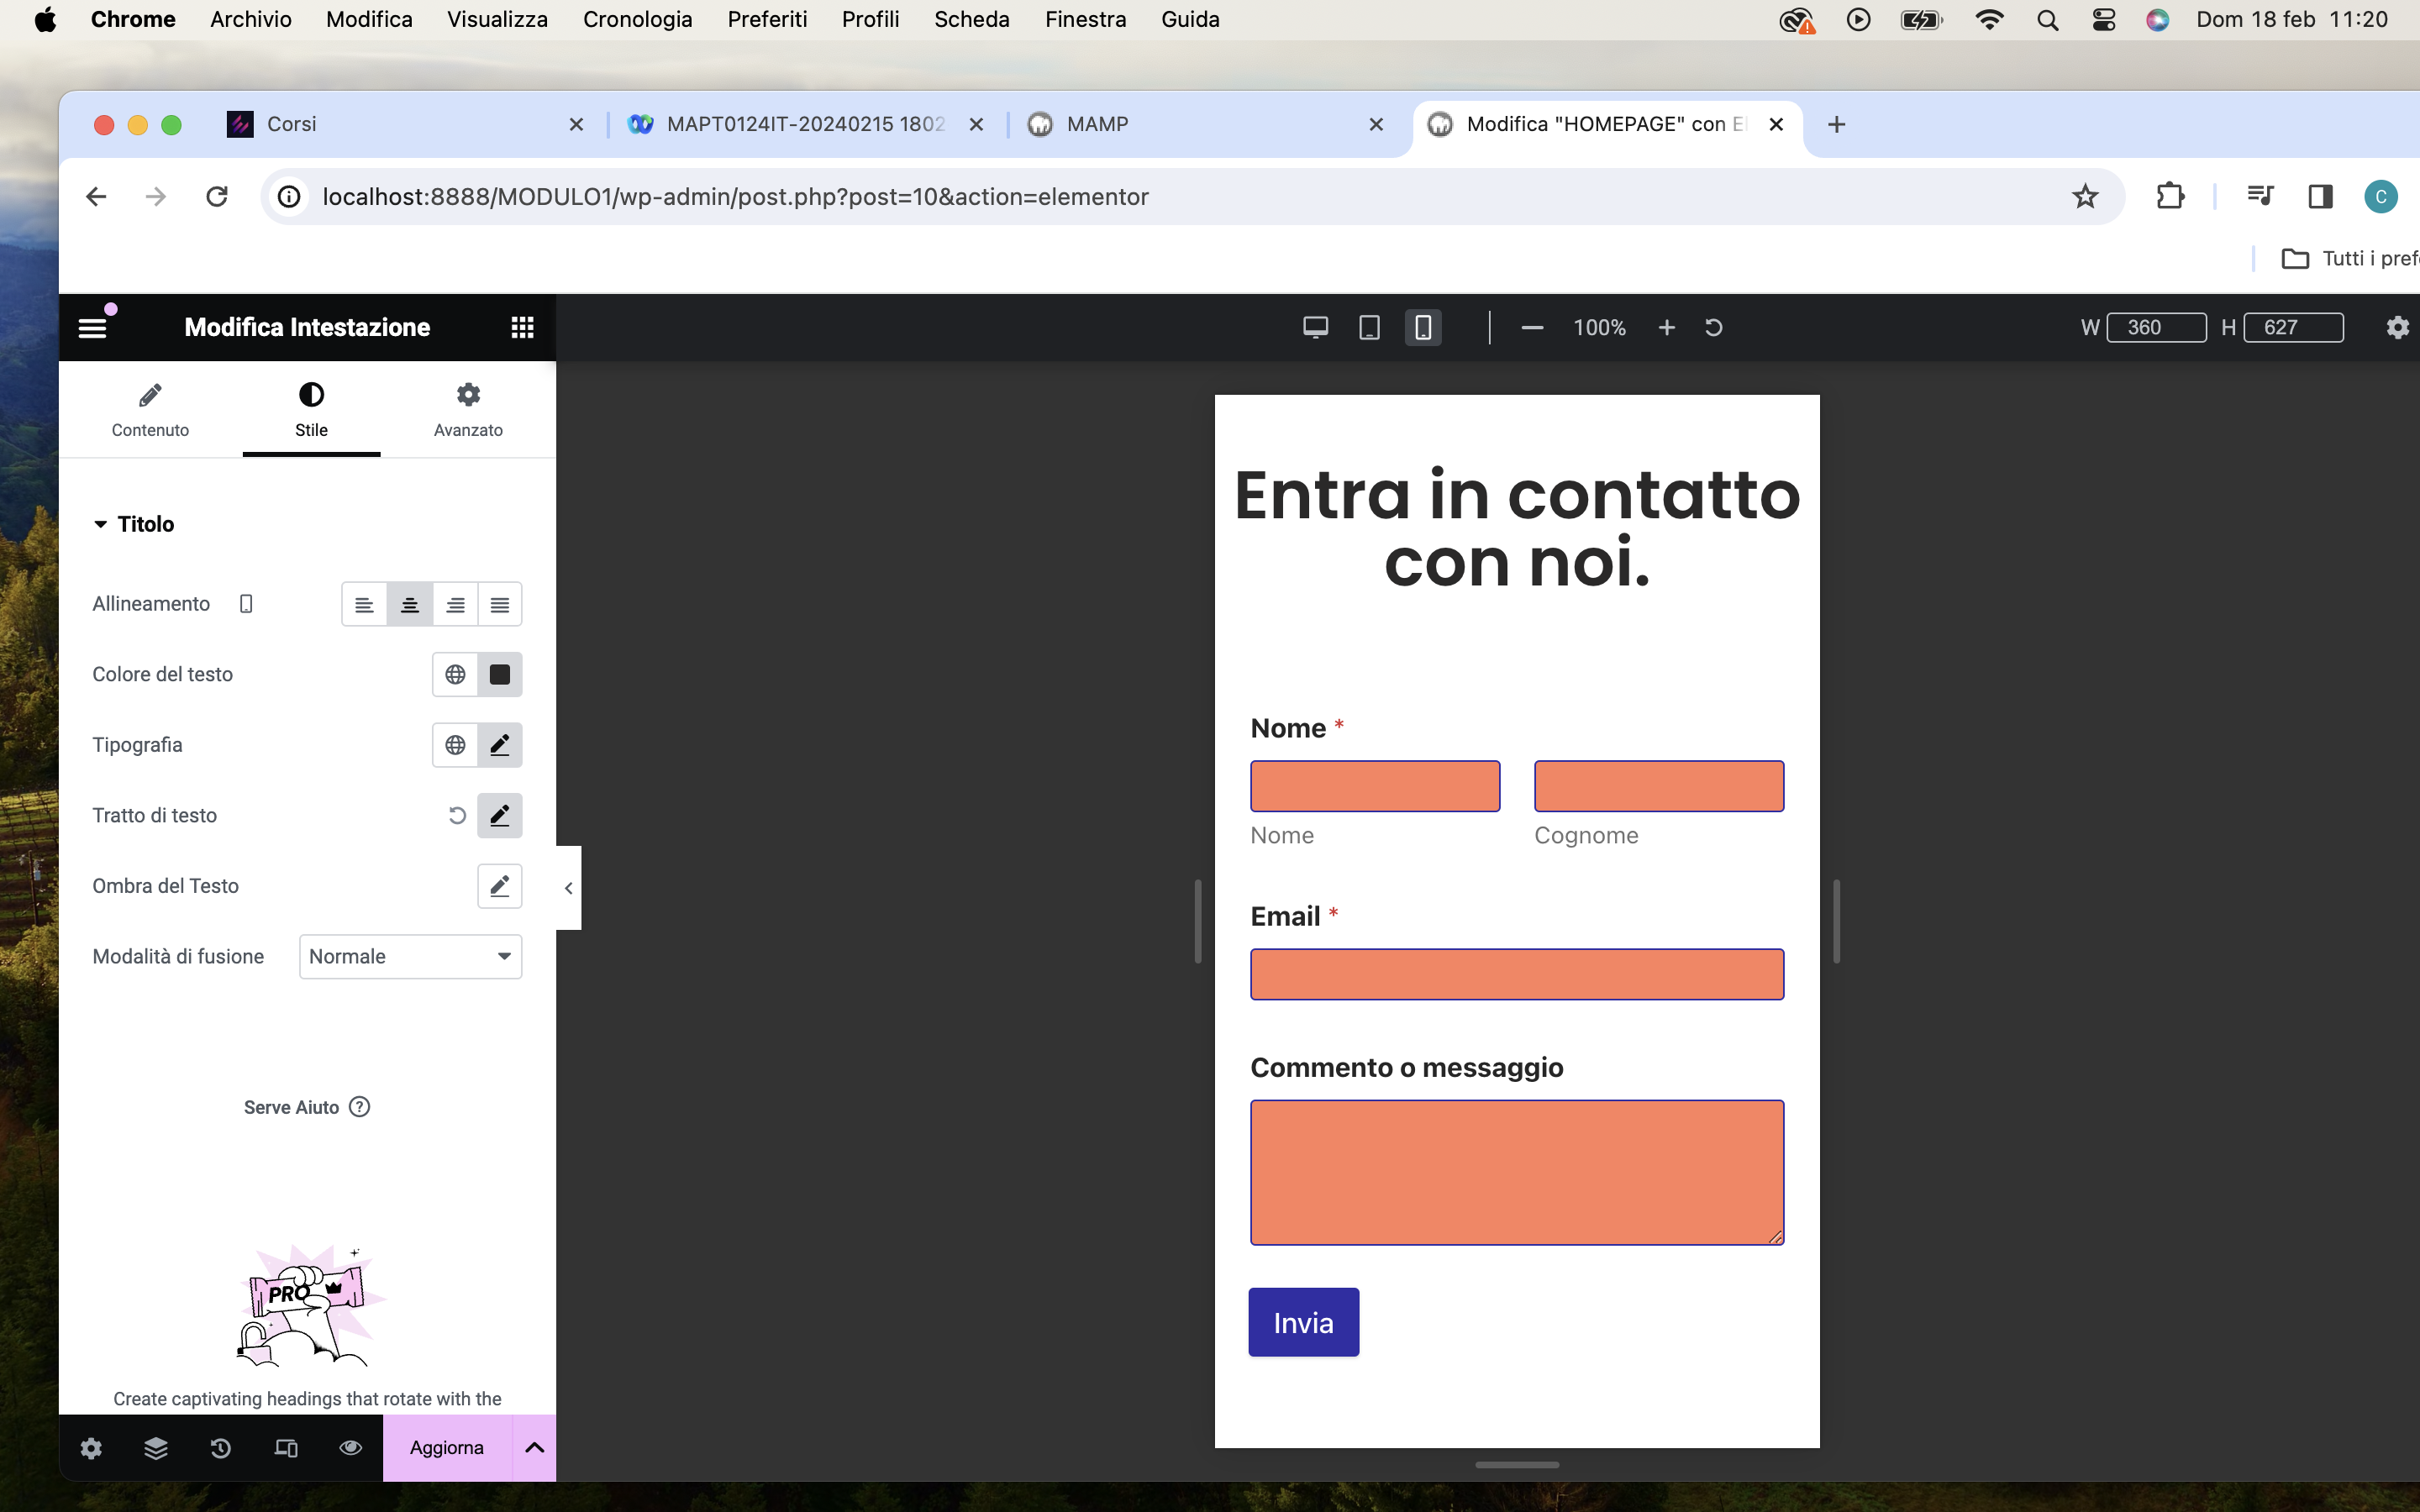 Chrome Archivio Modifica Visualizza Cronologia Preferiti Profili Scheda Finestra Guida Dom 18 feb 11:20
Corsi MAPT0124IT-20240215 1802 MAMP Modifica "HOMEPAGE" con El
localhost:8888/MODULO1/wp-admin/post.php?post=10&action=elementor C
Tutti i pref
Modifica Intestazione 100% W 360 H 627
Contenuto Stile Avanzato
Titolo
Allineamento
Colore del testo
Tipografia
Tratto di testo
Ombra del Testo
Modalità di fusione Normale
Serve Aiuto ?
PRO
Create captivating headings that rotate with the
Aggiorna
Entra in contatto
con noi.
Nome *
Nome Cognome
Email *
Commento o messaggio
Invia